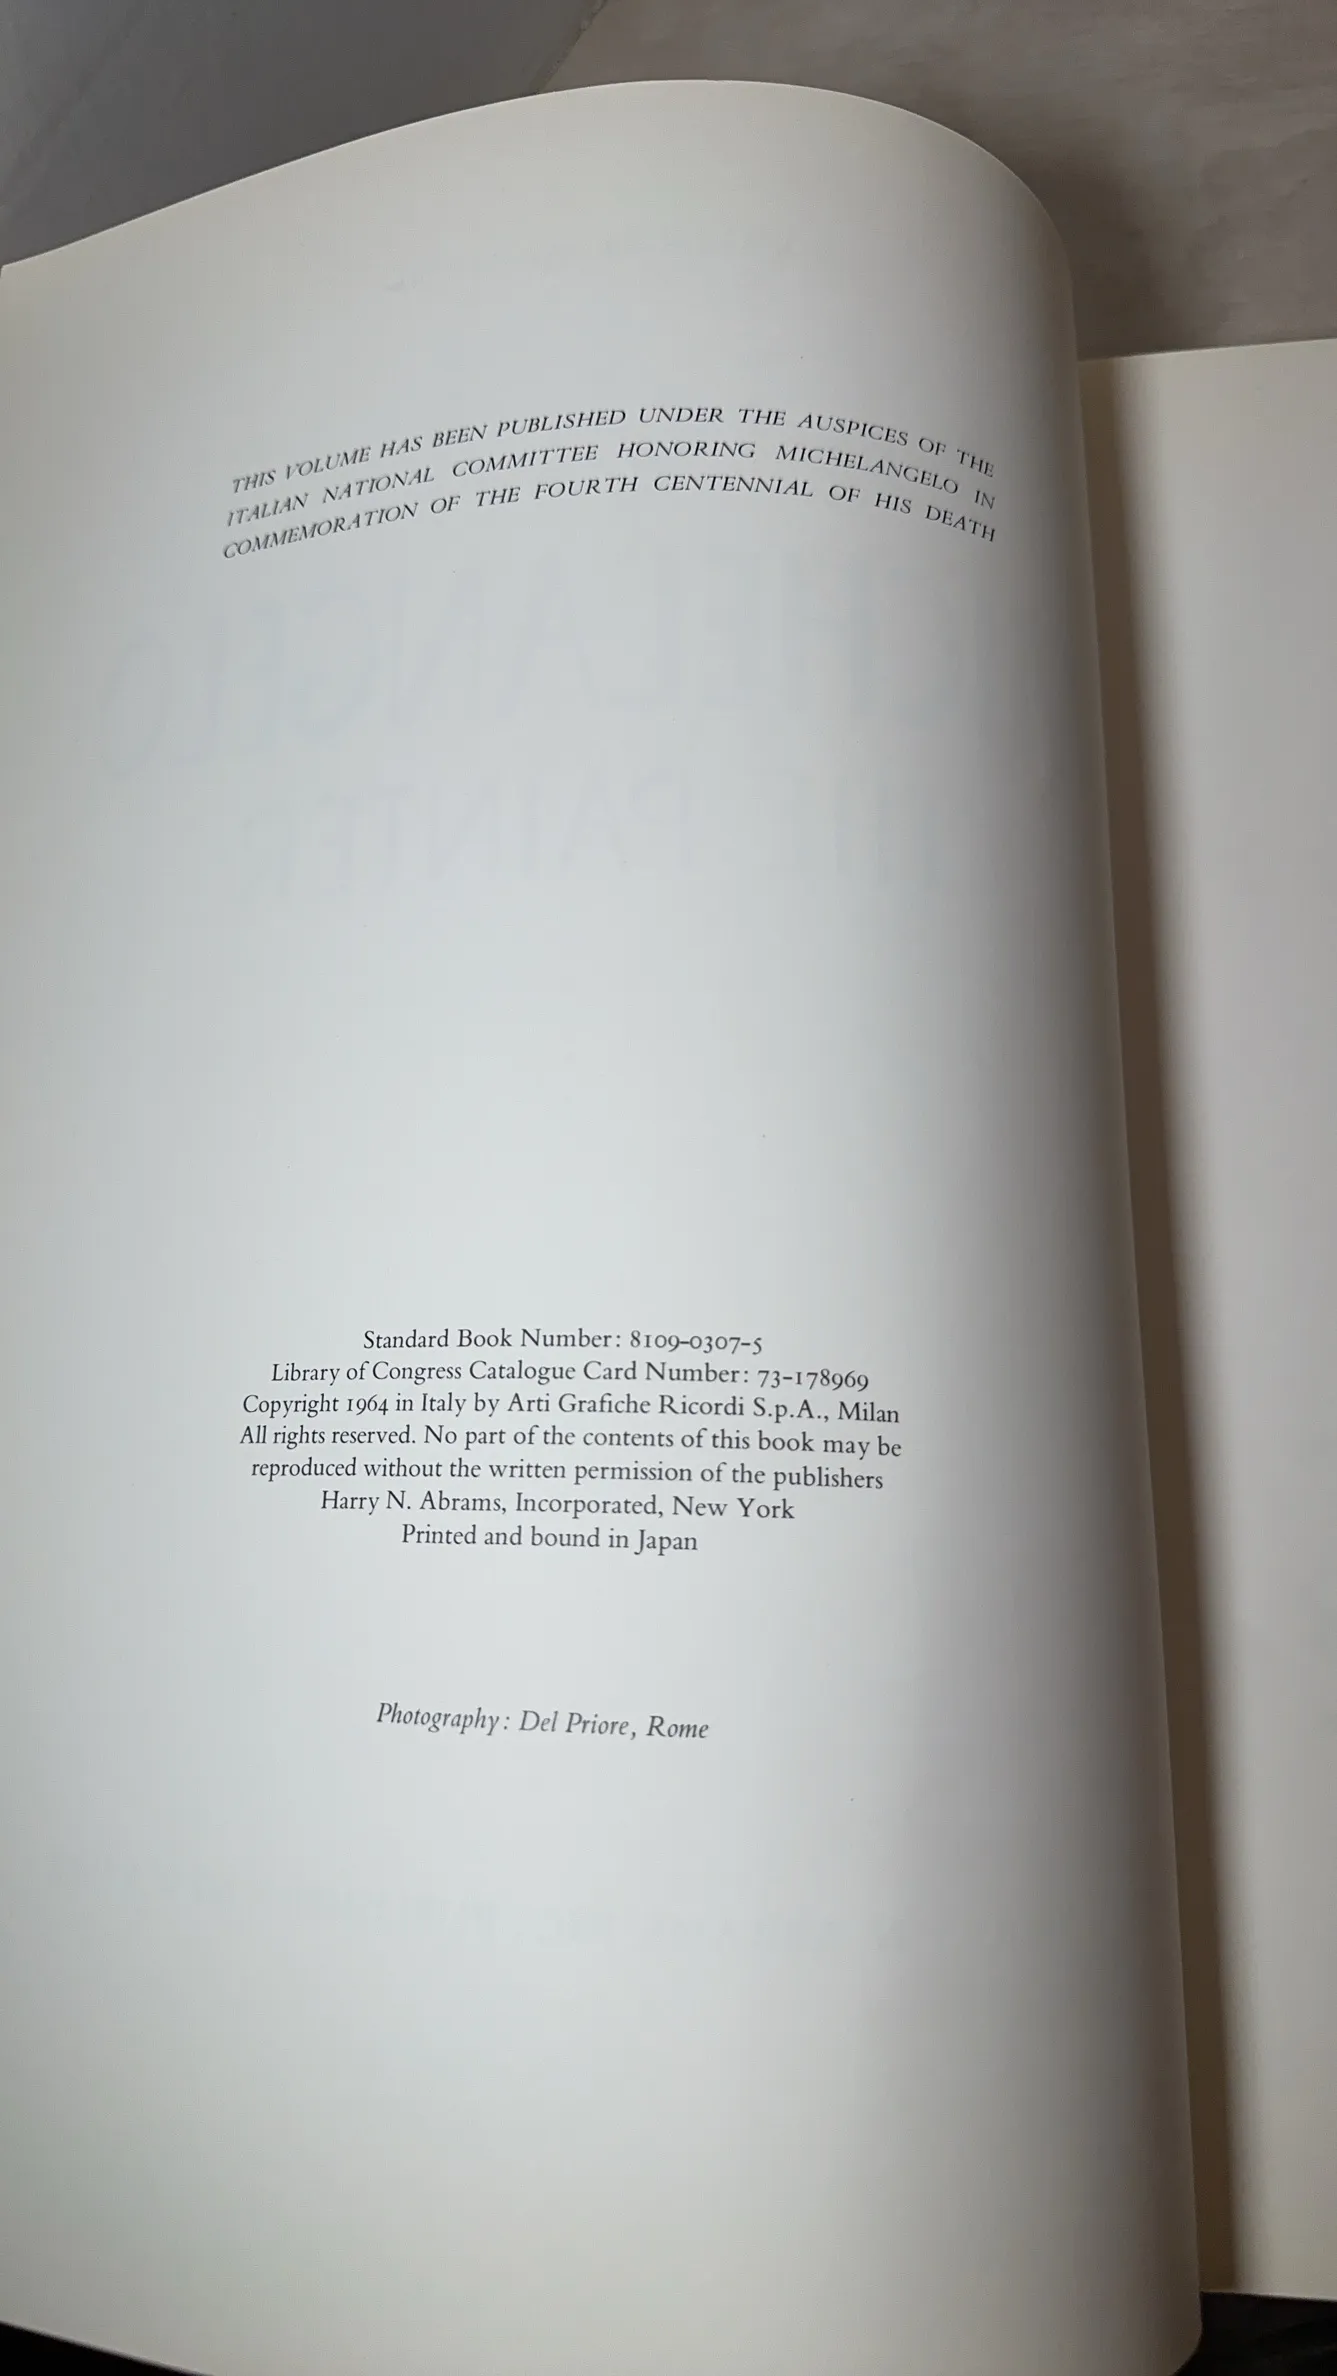 THIS VOLUME HAS BEEN PUBLISHED UNDER THE AUSPICES OF THE
ITALIAN NATIONAL COMMITTEE HONORING MICHELANGELO IN
COMMEMORATION OF THE FOURTH CENTENNIAL OF HIS DEATH
Standard Book Number: 8109-0307-5
Library of Congress Catalogue Card Number: 73-178969
Copyright 1964 in Italy by Arti Grafiche Ricordi S.p.A., Milan
All rights reserved. No part of the contents of this book may be
reproduced without the written permission of the publishers
Harry N. Abrams, Incorporated, New York
Printed and bound in Japan
Photography: Del Priore, Rome